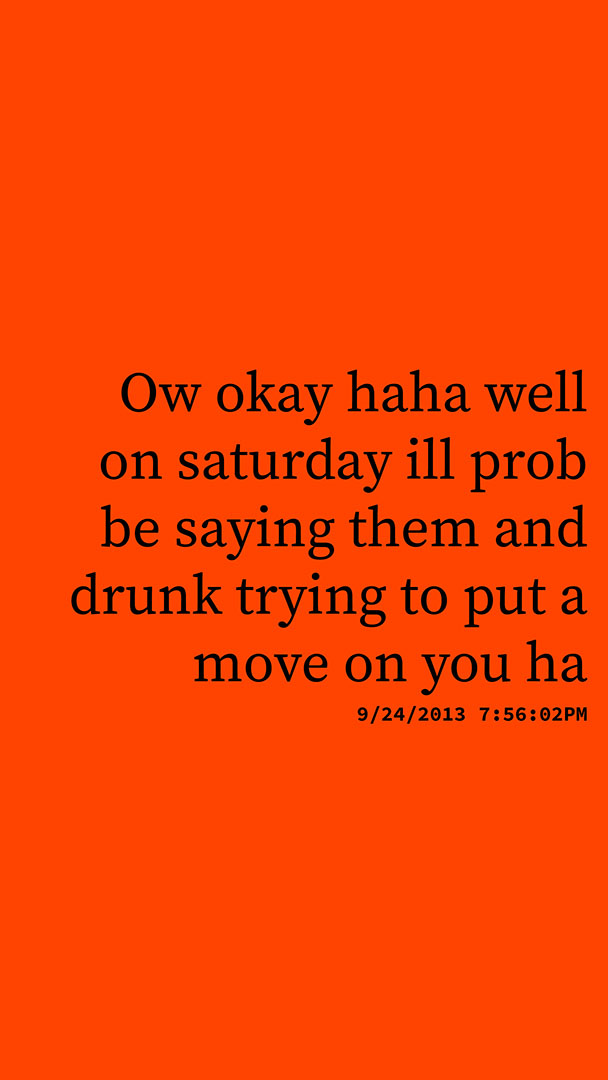 Ow okay haha well
on saturday ill prob
be saying them and
drunk trying to put a
move on you ha
9/24/2013 7:56:02PM